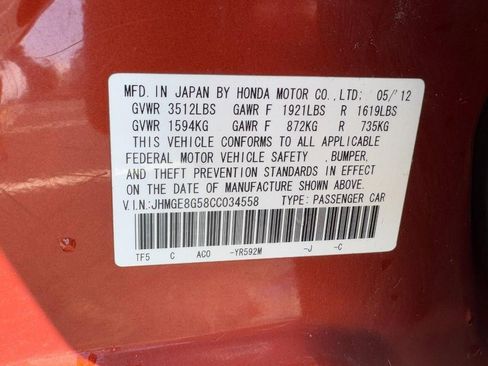 MFD. IN JAPAN BY HONDA MOTOR CO., LTD: 05/'12
GVWR 3512LBS GAWR F 1921LBS R 1619LBS
GVWR 1594KG GAWR F 872KG R 735KG
THIS VEHICLE CONFORMS TO ALL APPLICABLE
FEDERAL MOTOR VEHICLE SAFETY ,BUMPER,
AND THEFT PREVENTION STANDARDS IN EFFECT
ON THE DATE OF MANUFACTURE SHOWN ABOVE.
V.I.N:JHMGE8G58CC034558 TYPE: PASSENGER CAR
TF5 C AC0 -YR592M -J -C